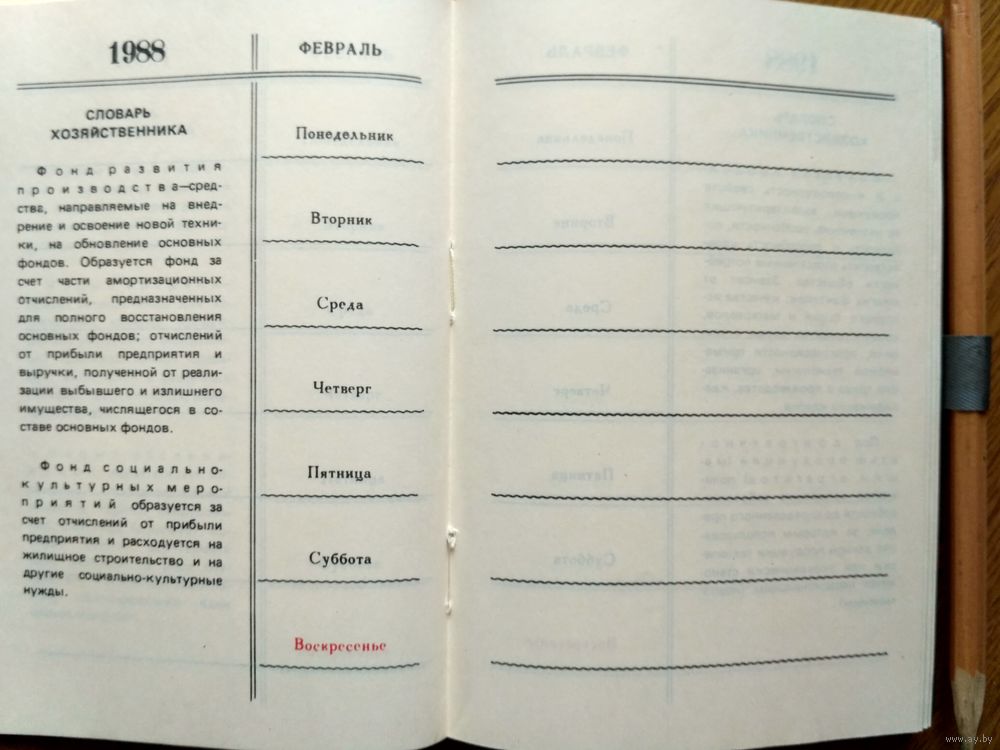 1988
ФЕВРАЛЬ
СЛОВАРЬ
ХОЗЯЙСТВЕННИКА
Фонд развития
производства—сред-
ства, направляемые на внед-
рение и освоение новой техни-
ки, на обновление основных
фондов. Образуется фонд за
счет части амортизационных
отчислений, предназначенных
для полного восстановления
основных фондов; отчислений
от прибыли предприятия и
выручки, полученной от реали-
зации выбывшего и излишнего
имущества, числящегося в со-
ставе основных фондов.
Фонд социально-
культурных меро-
приятий образуется за
счет отчислений от прибыли
предприятия и расходуется на
жилищное строительство и на
другие социально-культурные
нужды.
Понедельник
Вторник
Среда
Четверг
Пятница
Суббота
Воскресенье
www.ay.by